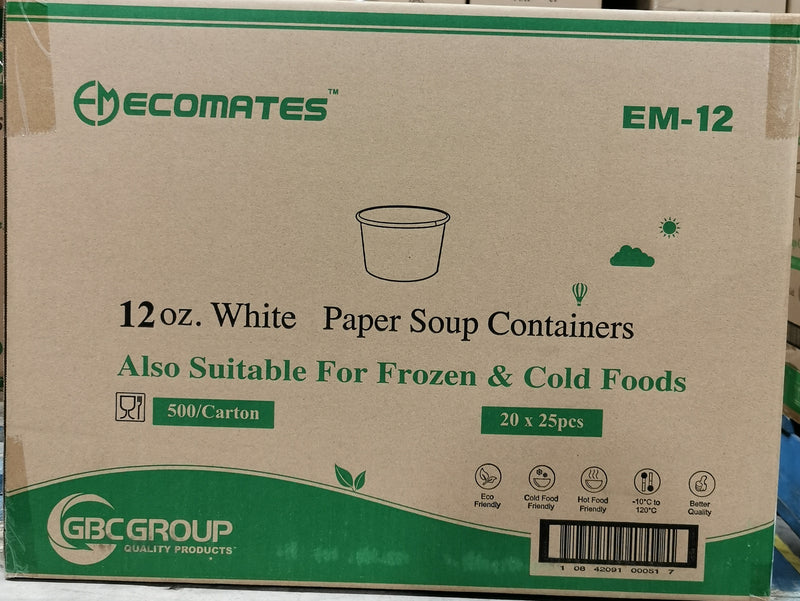 EM ECOMATES™
EM-12
12 oz. White Paper Soup Containers
Also Suitable For Frozen & Cold Foods
500/Carton
20 x 25pcs
Eco Friendly
Cold Food Friendly
Hot Food Friendly
-10°C to 120°C
Better Quality
GBC GROUP
QUALITY PRODUCTS
1 08 42091 00051 7